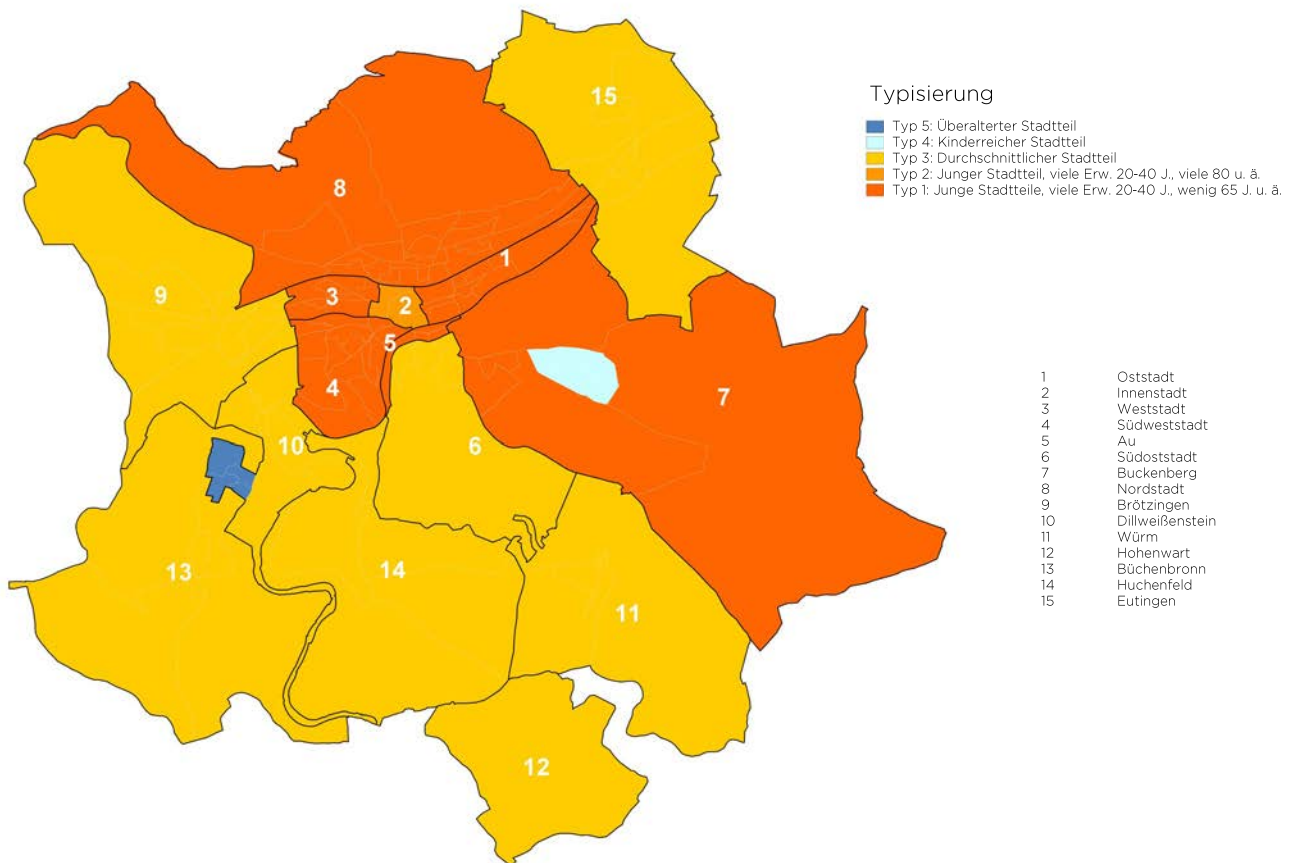 Typisierung
Typ 5: Überalterter Stadtteil
Typ 4: Kinderreicher Stadtteil
Typ 3: Durchschnittlicher Stadtteil
Typ 2: Junger Stadtteil, viele Erw. 20-40 J., viele 80 u. ä.
Typ 1: Junge Stadtteile, viele Erw. 20-40 J., wenig 65 J. u. ä.
15
8
1
9
3
2
5
4
7
10
6
13
14
11
12
1 Oststadt
2 Innenstadt
3 Weststadt
4 Südweststadt
5 Au
6 Südoststadt
7 Buckenberg
8 Nordstadt
9 Brötzingen
10 Dillweißenstein
11 Würm
12 Hohenwart
13 Büchenbronn
14 Huchenfeld
15 Eutingen